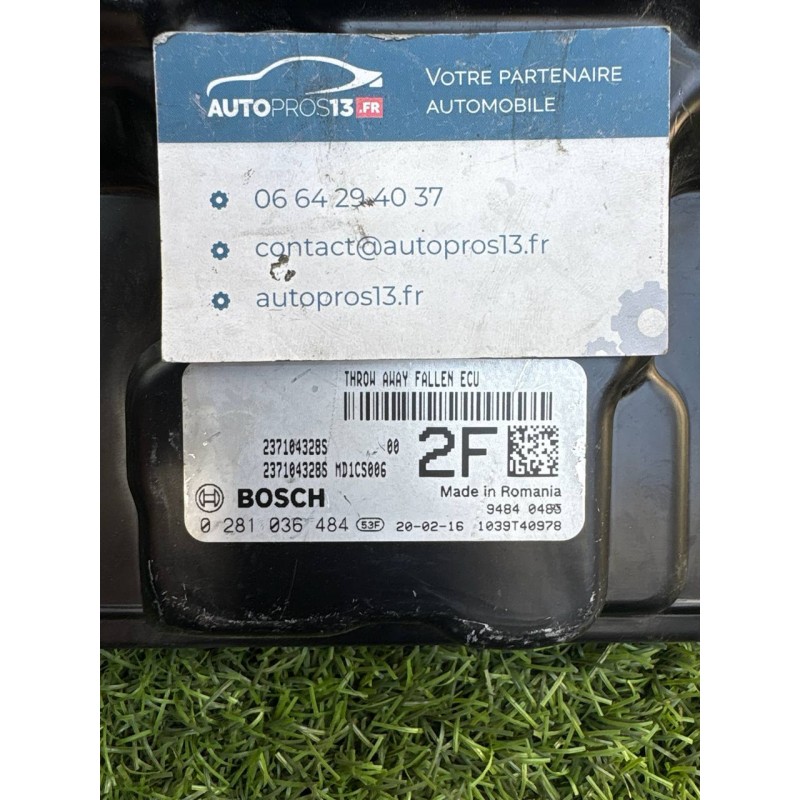 AUTOPROS13.FR
VOTRE PARTENAIRE
AUTOMOBILE
06 64 29 40 37
contact@autopros13.fr
autopros13.fr
THROW AWAY FALLEN ECU
237104328S 00
237104328S MD1CS006
2F
BOSCH
Made in Romania
9484
0 281 036 484 53F 20-02-16 1039T40978